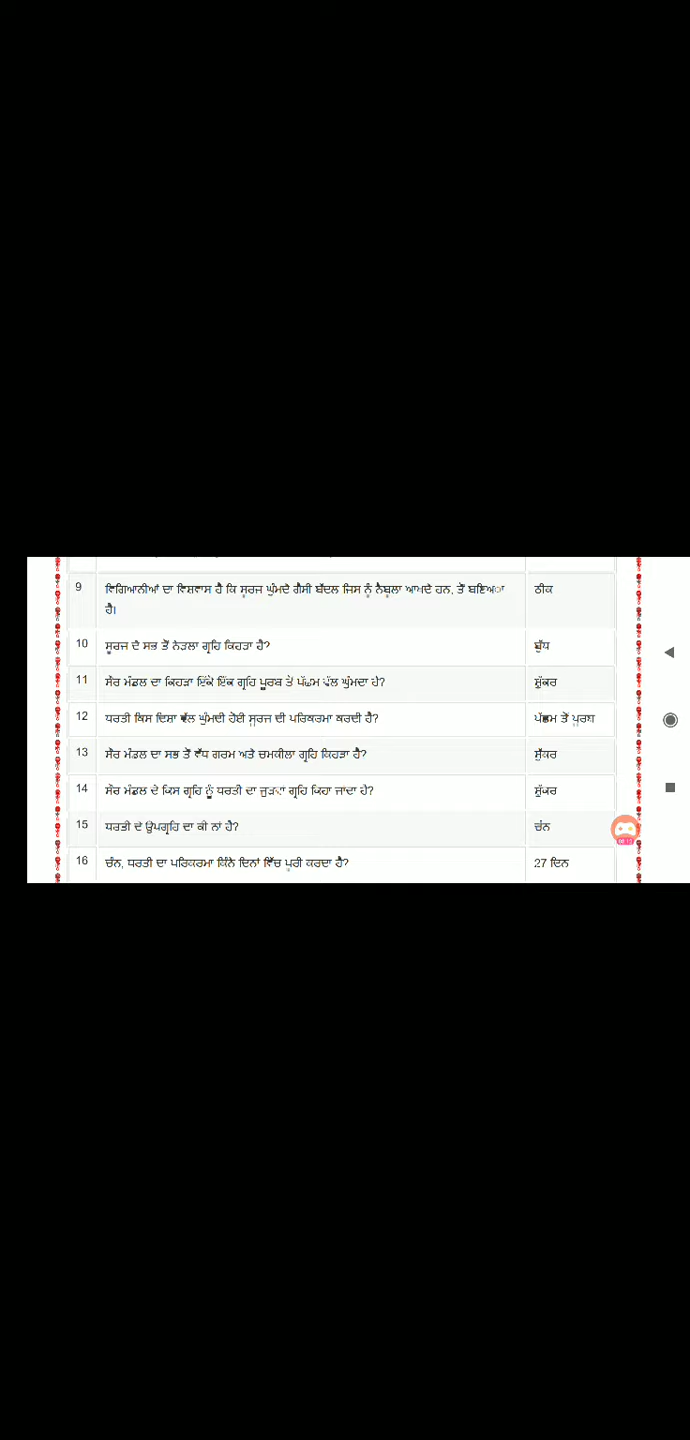 9 ਵਿਗਿਆਨੀਆਂ ਦਾ ਵਿਸ਼ਵਾਸ ਹੈ ਕਿ ਸੂਰਜ ਘੁੰਮਦੇ ਗੈਸੀ ਬੱਦਲ ਜਿਸ ਨੂੰ ਨੈਬੂਲਾ ਆਖਦੇ ਹਨ, ਤੋਂ ਬਣਿਅਾ ਠੀਕ
ਹੈ।
10 ਸੂਰਜ ਦੇ ਸਭ ਤੋਂ ਨੇੜਲਾ ਗ੍ਰਹਿ ਕਿਹੜਾ ਹੈ? ਬੁੱਧ
11 ਸੌਰ ਮੰਡਲ ਦਾ ਕਿਹੜਾ ਇੱਕੋ ਇੱਕ ਗ੍ਰਹਿ ਪੂਰਬ ਤੋਂ ਪੱਛਮ ਵੱਲ ਘੁੰਮਦਾ ਹੈ? ਸ਼ੁੱਕਰ
12 ਧਰਤੀ ਕਿਸ ਦਿਸ਼ਾ ਵੱਲ ਘੁੰਮਦੀ ਹੋਈ ਸੂਰਜ ਦੀ ਪਰਿਕਰਮਾ ਕਰਦੀ ਹੈ? ਪੱਛਮ ਤੋਂ ਪੂਰਬ
13 ਸੌਰ ਮੰਡਲ ਦਾ ਸਭ ਤੋਂ ਵੱਧ ਗਰਮ ਅਤੇ ਚਮਕੀਲਾ ਗ੍ਰਹਿ ਕਿਹੜਾ ਹੈ? ਸ਼ੁੱਕਰ
14 ਸੌਰ ਮੰਡਲ ਦੇ ਕਿਸ ਗ੍ਰਹਿ ਨੂੰ ਧਰਤੀ ਦਾ ਜੁੜਵਾ ਗ੍ਰਹਿ ਕਿਹਾ ਜਾਂਦਾ ਹੈ? ਸ਼ੁੱਕਰ
15 ਧਰਤੀ ਦੇ ਉਪਗ੍ਰਹਿ ਦਾ ਕੀ ਨਾਂ ਹੈ? ਚੰਨ
16 ਚੰਨ, ਧਰਤੀ ਦਾ ਪਰਿਕਰਮਾ ਕਿੰਨੇ ਦਿਨਾਂ ਵਿੱਚ ਪੂਰੀ ਕਰਦਾ ਹੈ? 27 ਦਿਨ